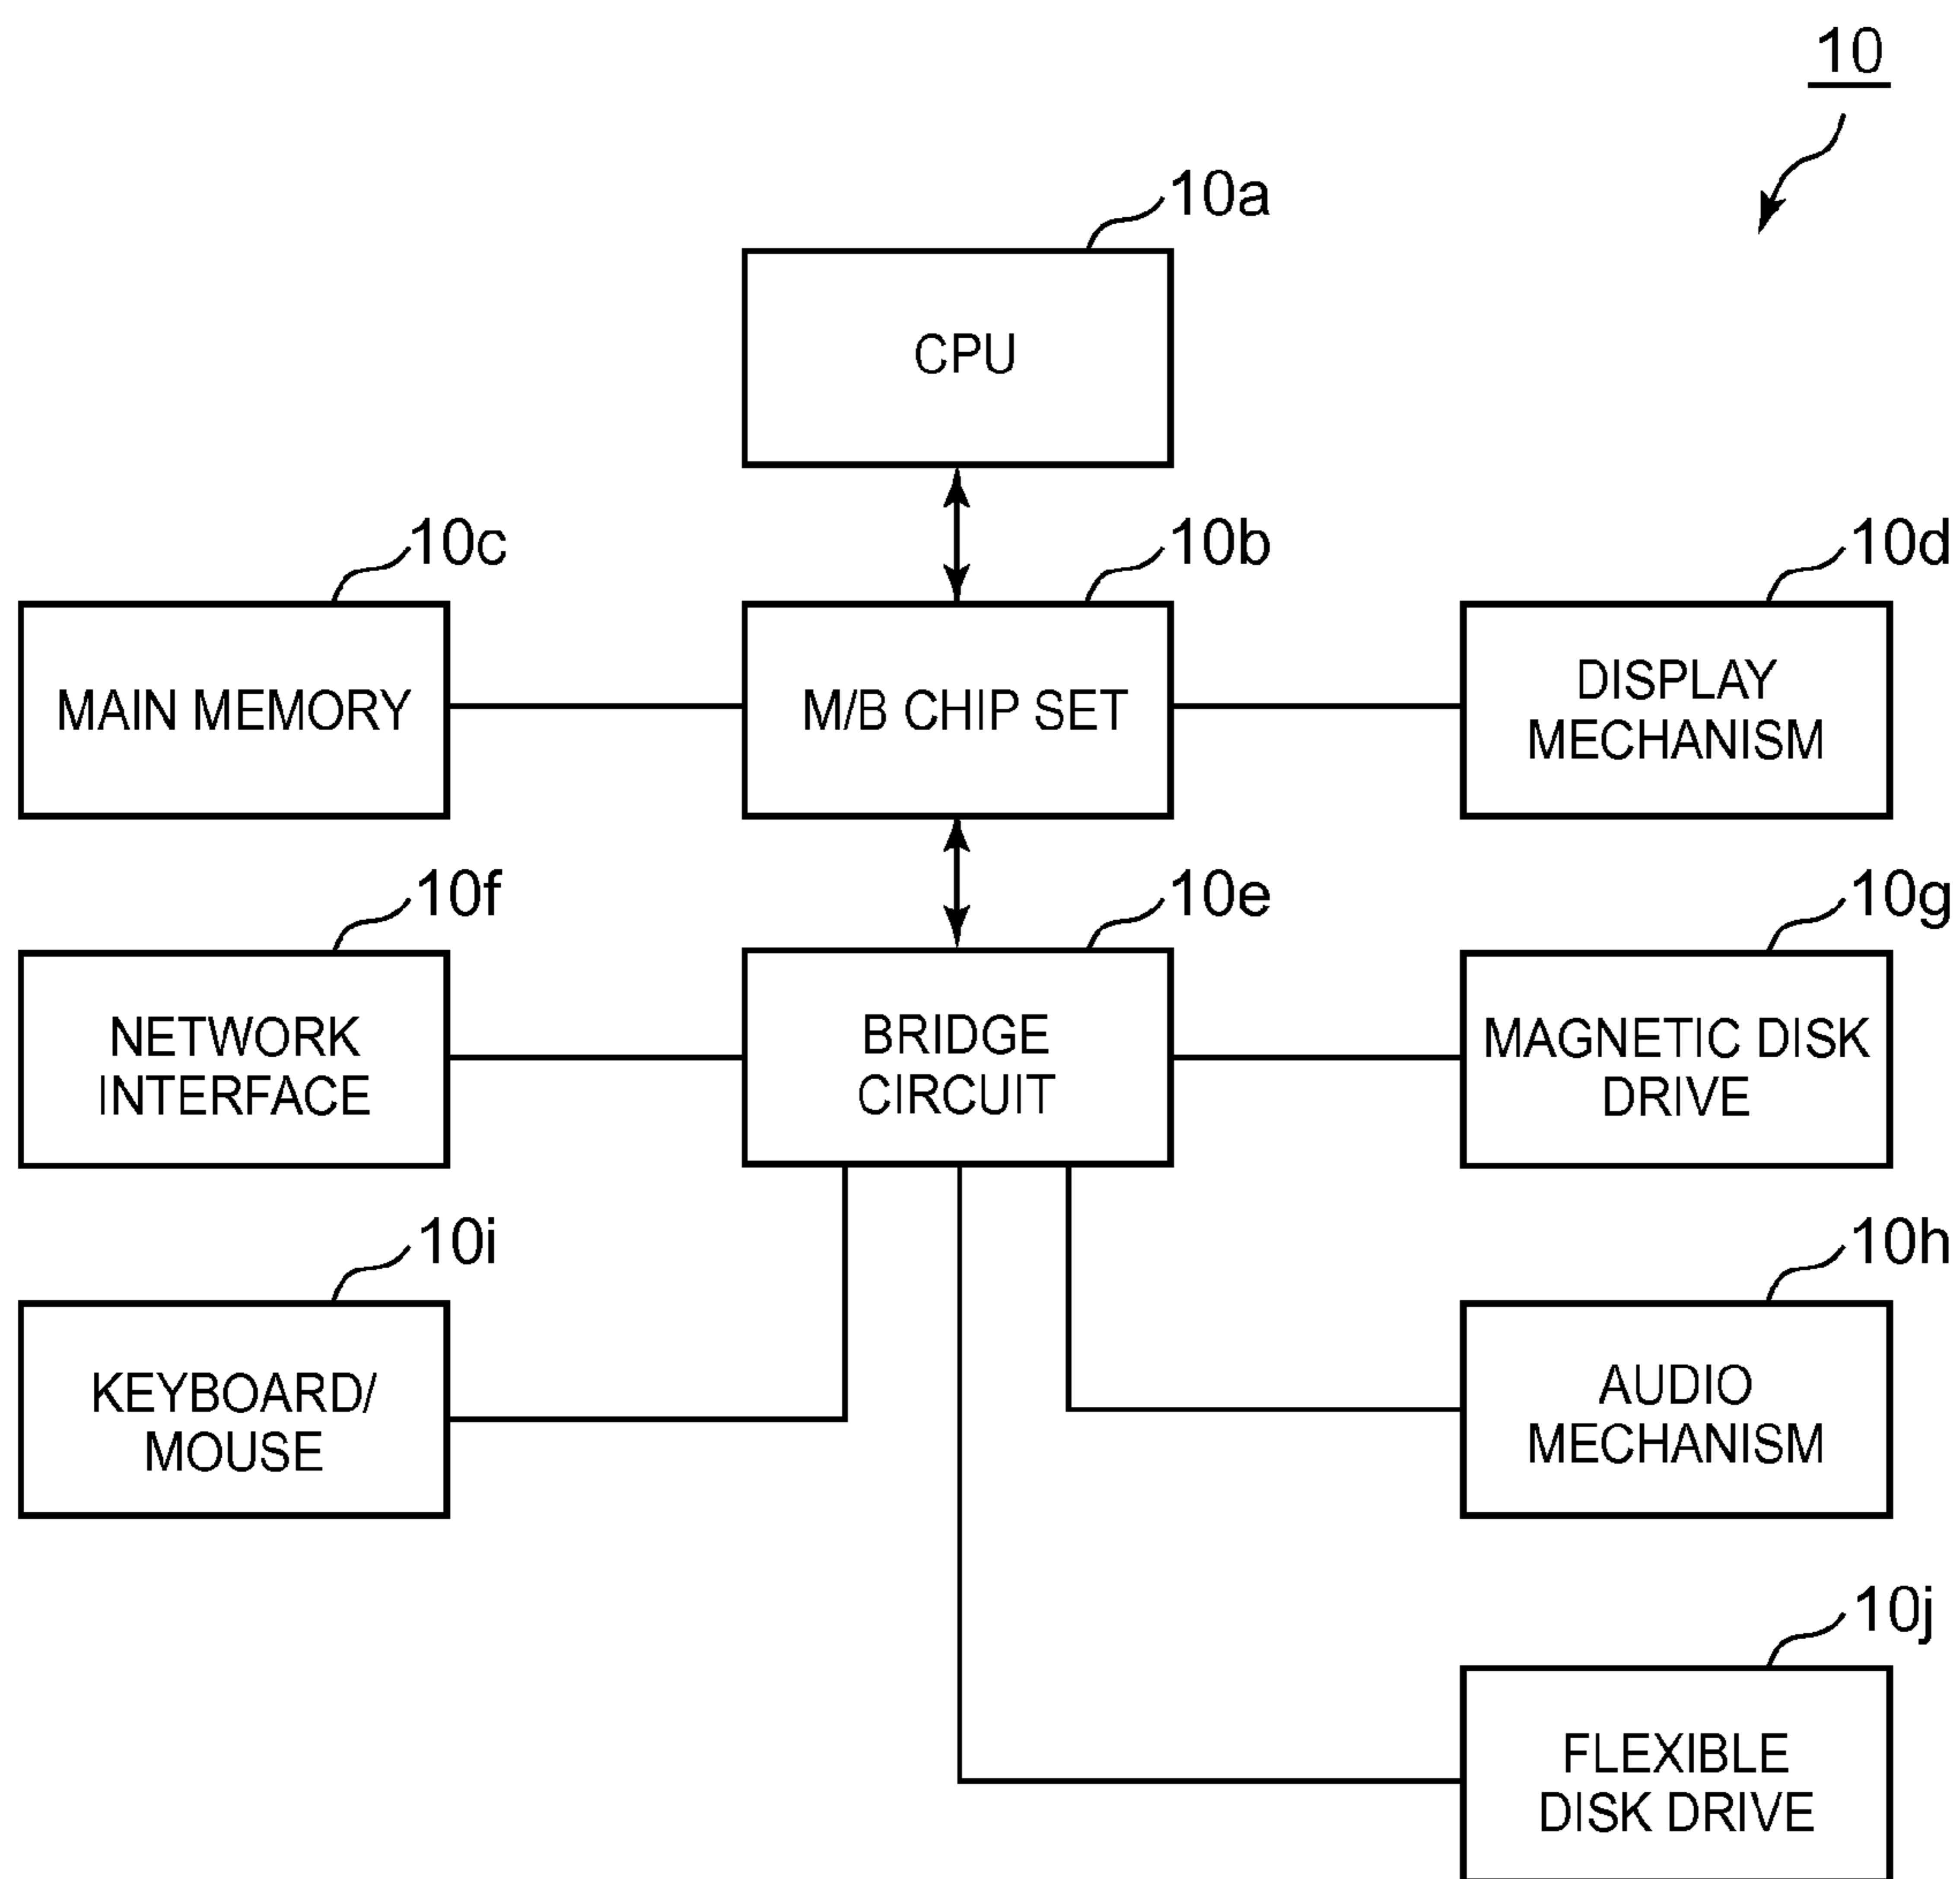 10
10a
CPU
10c
10b
10d
MAIN MEMORY
M/B CHIP SET
DISPLAY
MECHANISM
10f
10e
10g
NETWORK
INTERFACE
BRIDGE
CIRCUIT
MAGNETIC DISK
DRIVE
10i
10h
KEYBOARD/
MOUSE
AUDIO
MECHANISM
10j
FLEXIBLE
DISK DRIVE